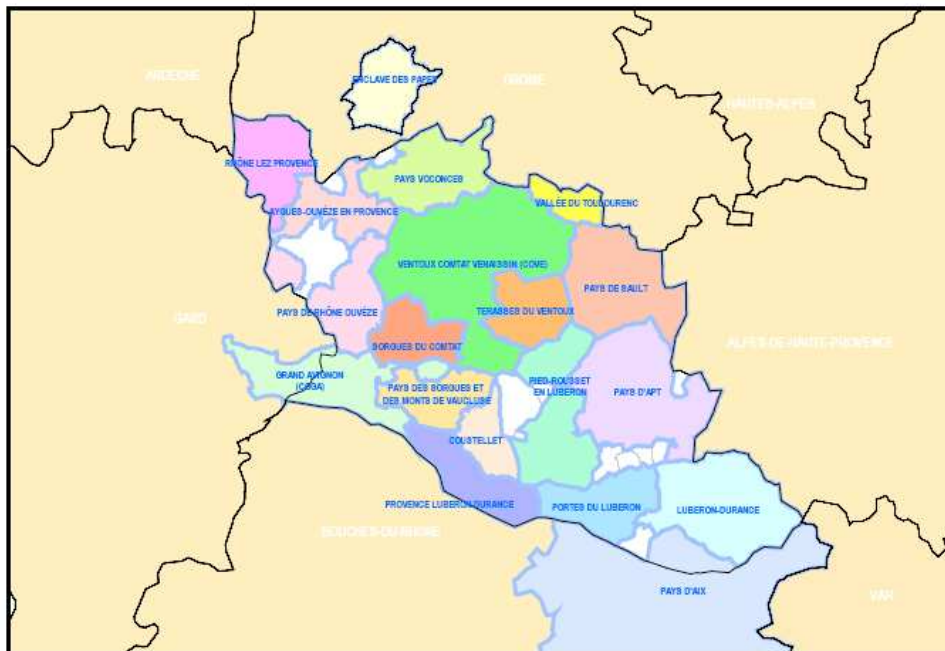 ARDECHE
ENCLAVE DES PAPES
DROME
HAUTES-ALPES
RHÔNE LEZ PROVENCE
PAYS VOCONCES
VALLÉE DU TOULOURENC
AYGUES-OUVÈZE EN PROVENCE
VENTOUX COMTAT VENAISSIN (COVE)
PAYS DE SAULT
GARD
PAYS DE RHÔNE OUVÈZE
TERASSES DU VENTOUX
SORGUES DU COMTAT
ALPES-DE-HAUTE-PROVENCE
GRAND AVIGNON
(COGA)
PAYS DES SORGUES ET
DES MONTS DE VAUCLUSE
PIED-ROUSSET
EN LUBERON
PAYS D'APT
COUSTELLET
PROVENCE LUBERON DURANCE
PORTES DU LUBERON
LUBERON-DURANCE
BOUCHES-DU-RHONE
PAYS D'AIX
VAR